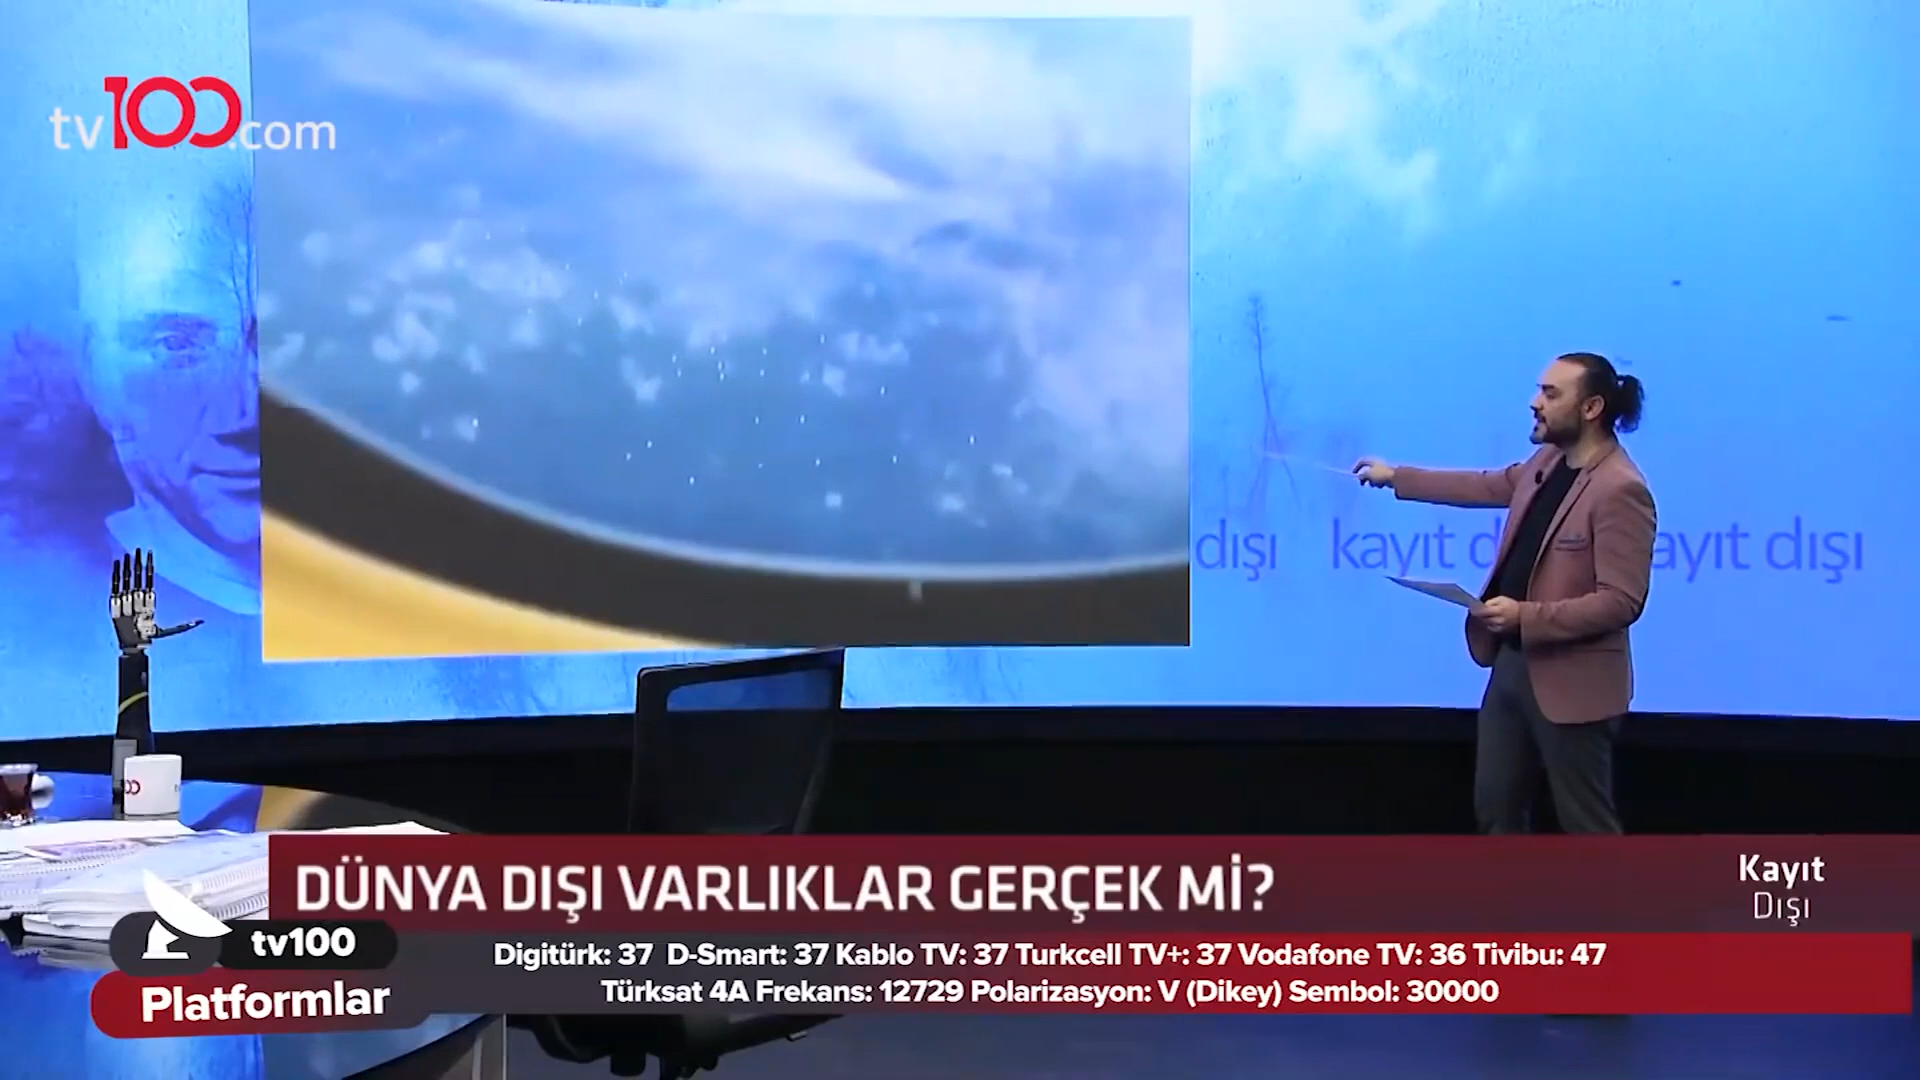 tv100.com
dışı kayıt d ayıt dışı
DÜNYA DIŞI VARLIKLAR GERÇEK Mİ?
Kayıt
Dışı
tv100
Platformlar
Digitürk: 37 D-Smart: 37 Kablo TV: 37 Turkcell TV+: 37 Vodafone TV: 36 Tivibu: 47
Türksat 4A Frekans: 12729 Polarizasyon: V (Dikey) Sembol: 30000